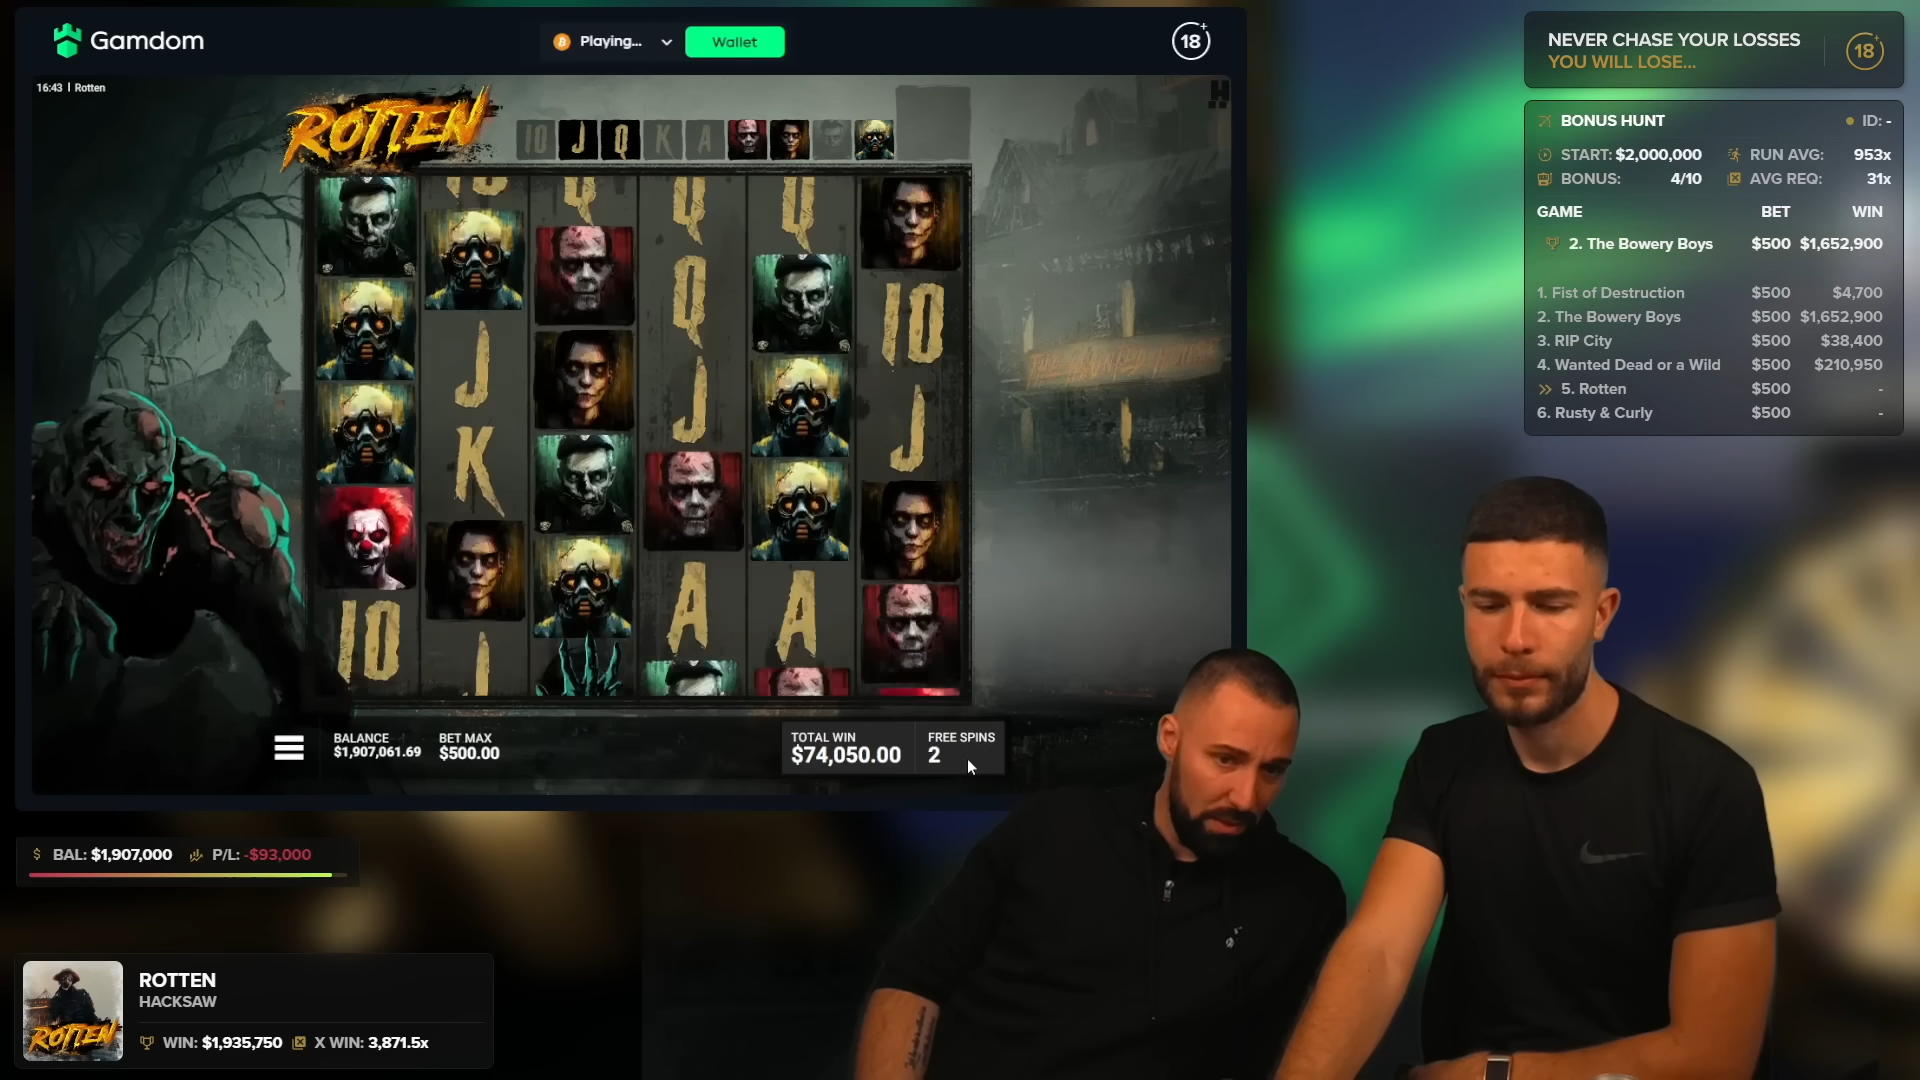 Gamdom
Playing...
Wallet
18+
16:43 | Rotten
ROTTEN
10 J Q K A
10 Q Q Q
Q 10
J J J
K
A A
10 J
BALANCE
$1,907,061.69
BET MAX
$500.00
TOTAL WIN
$74,050.00
FREE SPINS
2
NEVER CHASE YOUR LOSSES
YOU WILL LOSE...
18+
BONUS HUNT
ID: -
START: $2,000,000 RUN AVG: 953x
BONUS: 4/10 AVG REQ: 31x
GAME BET WIN
2. The Bowery Boys $500 $1,652,900
1. Fist of Destruction $500 $4,700
2. The Bowery Boys $500 $1,652,900
3. RIP City $500 $38,400
4. Wanted Dead or a Wild $500 $210,950
5. Rotten $500 -
6. Rusty & Curly $500 -
BAL: $1,907,000 P/L: -$93,000
ROTTEN
ROTTEN
HACKSAW
WIN: $1,935,750 X WIN: 3,871.5x